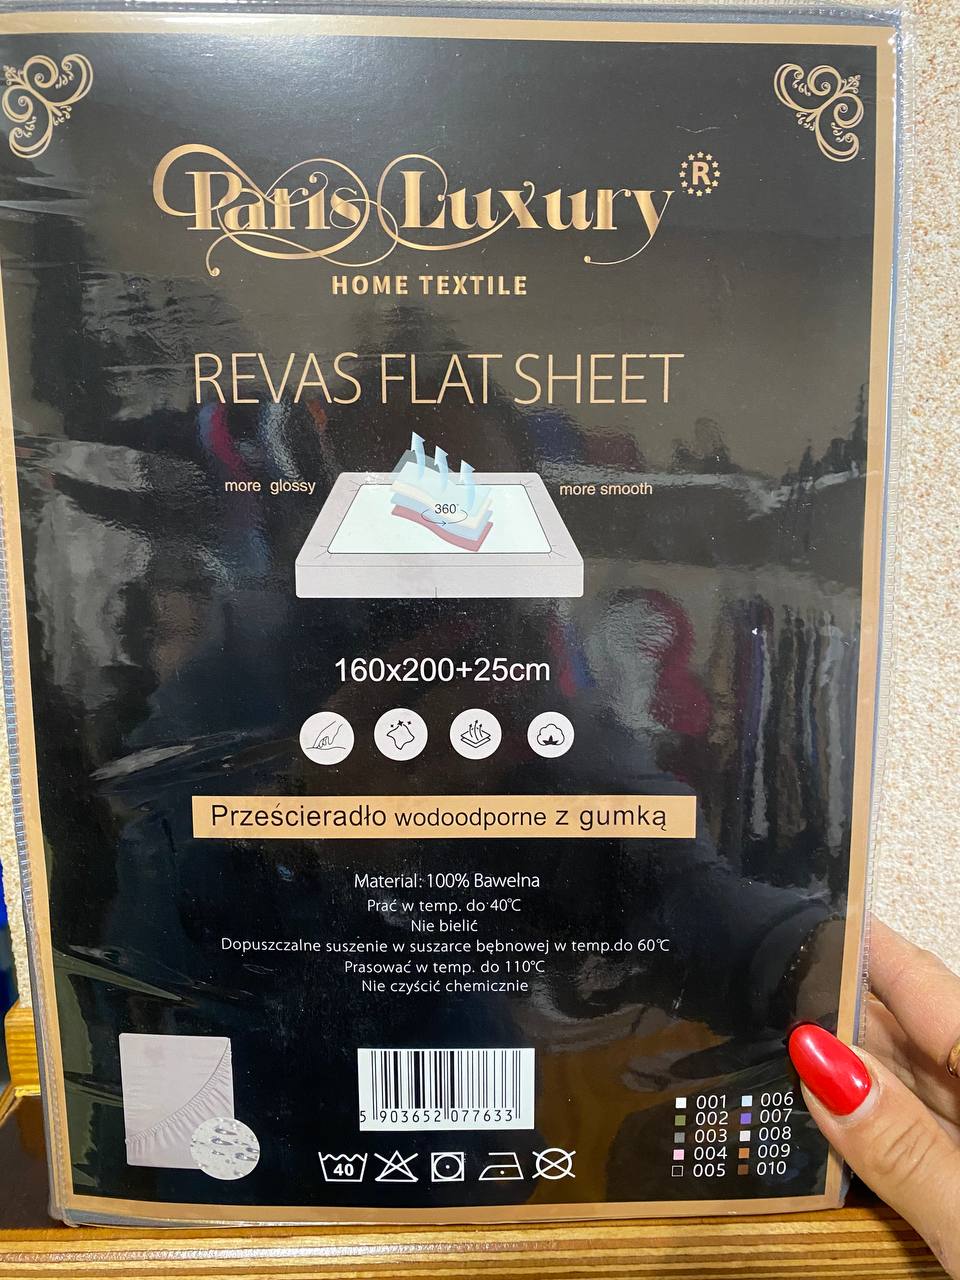 Paris Luxury ®
HOME TEXTILE
REVAS FLAT SHEET
more glossy
more smooth
360°
160x200+25cm
Prześcieradło wodoodporne z gumką
Material: 100% Bawelna
Prać w temp. do 40℃
Nie bielić
Dopuszczalne suszenie w suszarce bębnowej w temp.do 60℃
Prasować w temp. do 110℃
Nie czyścić chemicznie
5 903652 077633
40
001 006
002 007
003 008
004 009
005 010